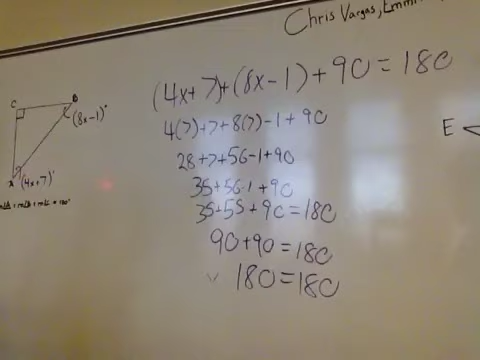 Chris Vargas,
(4x+7)+(8x-1)+90=180
C
B
(8x-1)°
4(7)+7+8(7)-1+90
E
28+7+56-1+90
(4x+7)°
35+56-1+90
35+55+90=180
90+90=180
180=180